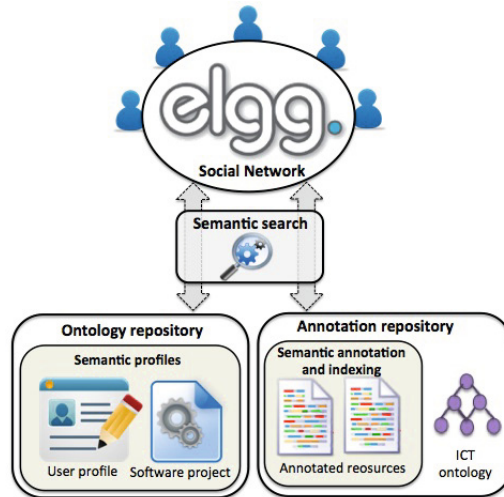 elgg.
Social Network
Semantic search
Ontology repository
Semantic profiles
User profile
Software project
Annotation repository
Semantic annotation
and indexing
Annotated reosurces
ICT
ontology